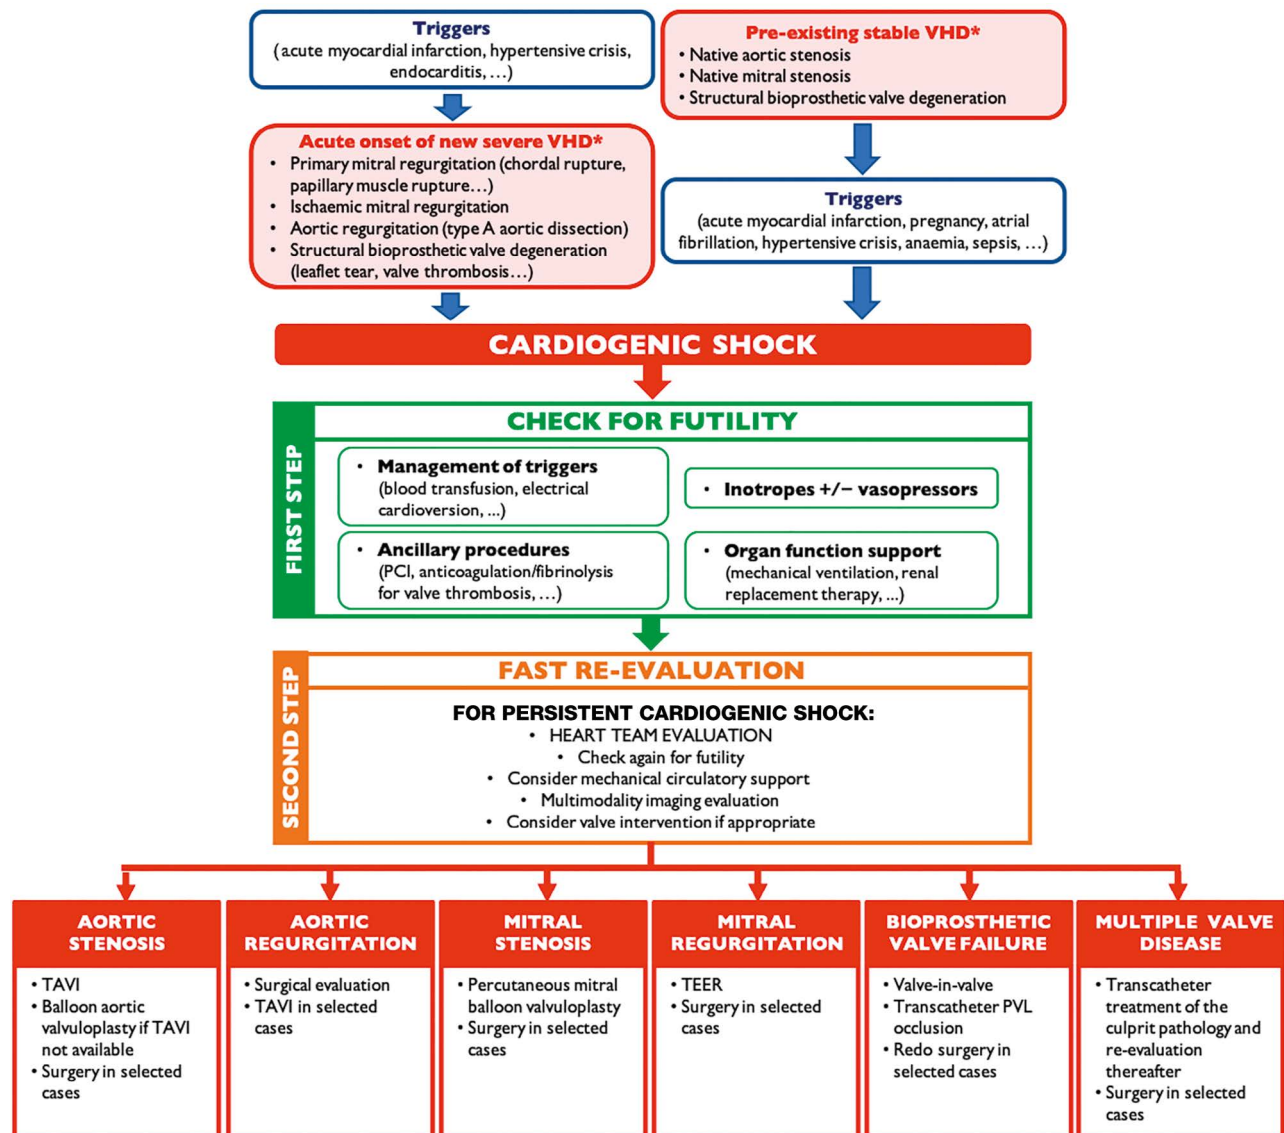 Triggers
(acute myocardial infarction, hypertensive crisis,
endocarditis, …)
Pre-existing stable VHD*
• Native aortic stenosis
• Native mitral stenosis
• Structural bioprosthetic valve degeneration
Acute onset of new severe VHD*
• Primary mitral regurgitation (chordal rupture,
papillary muscle rupture…)
• Ischaemic mitral regurgitation
• Aortic regurgitation (type A aortic dissection)
• Structural bioprosthetic valve degeneration
(leaflet tear, valve thrombosis…)
Triggers
(acute myocardial infarction, pregnancy, atrial
fibrillation, hypertensive crisis, anaemia, sepsis, …)
CARDIOGENIC SHOCK
FIRST STEP
CHECK FOR FUTILITY
• Management of triggers
(blood transfusion, electrical
cardioversion, ...)
• Inotropes +/− vasopressors
• Ancillary procedures
(PCI, anticoagulation/fibrinolysis
for valve thrombosis, …)
• Organ function support
(mechanical ventilation, renal
replacement therapy, ...)
SECOND STEP
FAST RE-EVALUATION
FOR PERSISTENT CARDIOGENIC SHOCK:
• HEART TEAM EVALUATION
• Check again for futility
• Consider mechanical circulatory support
• Multimodality imaging evaluation
• Consider valve intervention if appropriate
AORTIC
STENOSIS
• TAVI
• Balloon aortic
valvuloplasty if TAVI
not available
• Surgery in selected
cases
AORTIC
REGURGITATION
• Surgical evaluation
• TAVI in selected
cases
MITRAL
STENOSIS
• Percutaneous mitral
balloon valvuloplasty
• Surgery in selected
cases
MITRAL
REGURGITATION
• TEER
• Surgery in selected
cases
BIOPROSTHETIC
VALVE FAILURE
• Valve-in-valve
• Transcatheter PVL
occlusion
• Redo surgery in
selected cases
MULTIPLE VALVE
DISEASE
• Transcatheter
treatment of the
culprit pathology and
re-evaluation
thereafter
• Surgery in selected
cases